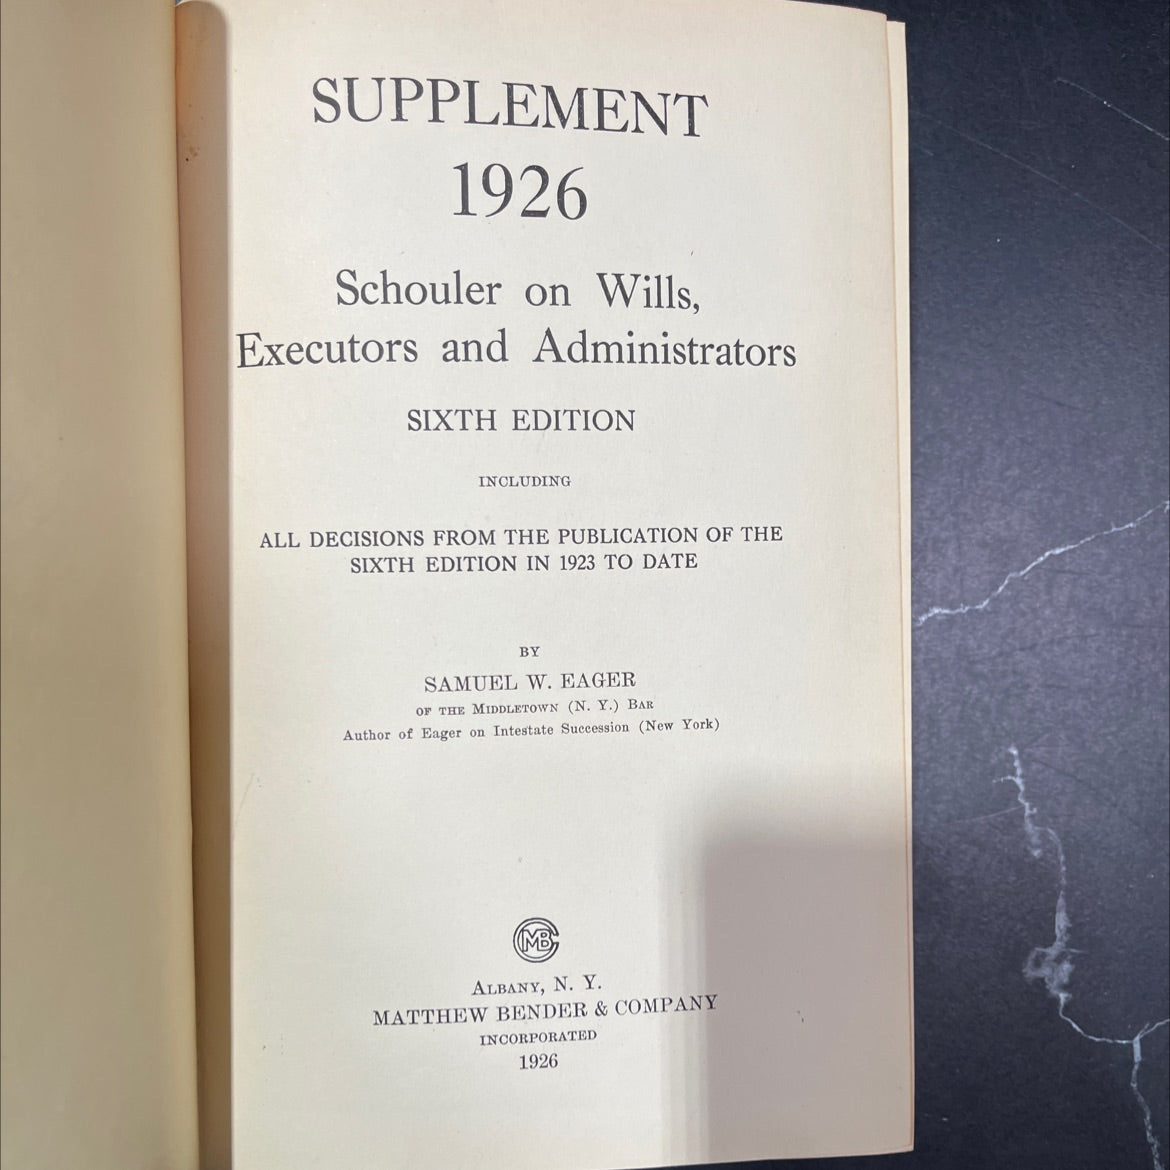 SUPPLEMENT
1926
Schouler on Wills,
Executors and Administrators
SIXTH EDITION
INCLUDING
ALL DECISIONS FROM THE PUBLICATION OF THE
SIXTH EDITION IN 1923 TO DATE
BY
SAMUEL W. EAGER
OF THE MIDDLETOWN (N. Y.) BAR
Author of Eager on Intestate Succession (New York)
CMB
ALBANY, N. Y.
MATTHEW BENDER & COMPANY
INCORPORATED
1926